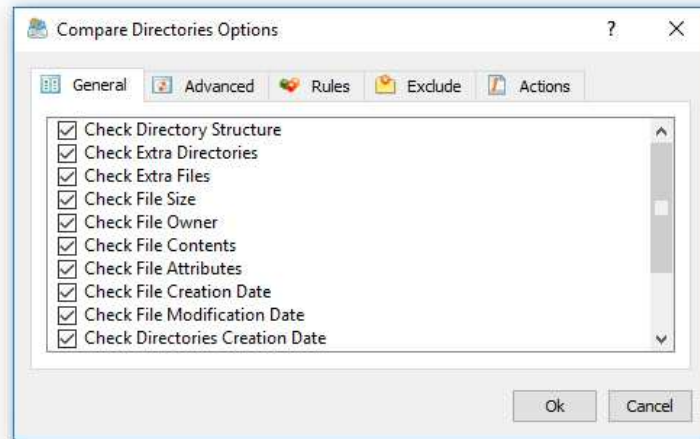 Compare Directories Options
General Advanced Rules Exclude Actions
Check Directory Structure
Check Extra Directories
Check Extra Files
Check File Size
Check File Owner
Check File Contents
Check File Attributes
Check File Creation Date
Check File Modification Date
Check Directories Creation Date
Ok Cancel